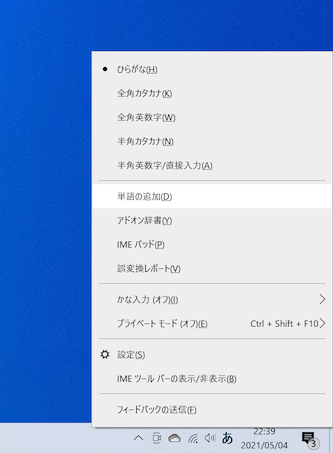 ひらがな(H)
全角カタカナ(K)
全角英数字(W)
半角カタカナ(N)
半角英数字/直接入力(A)
単語の追加(D)
アドオン辞書(Y)
IME パッド(P)
誤変換レポート(V)
かな入力 (オフ)(I)
プライベート モード (オフ)(E) Ctrl + Shift + F10
設定(S)
IME ツール バーの表示/非表示(B)
フィードバックの送信(F)
あ
22:39
2021/05/04
3